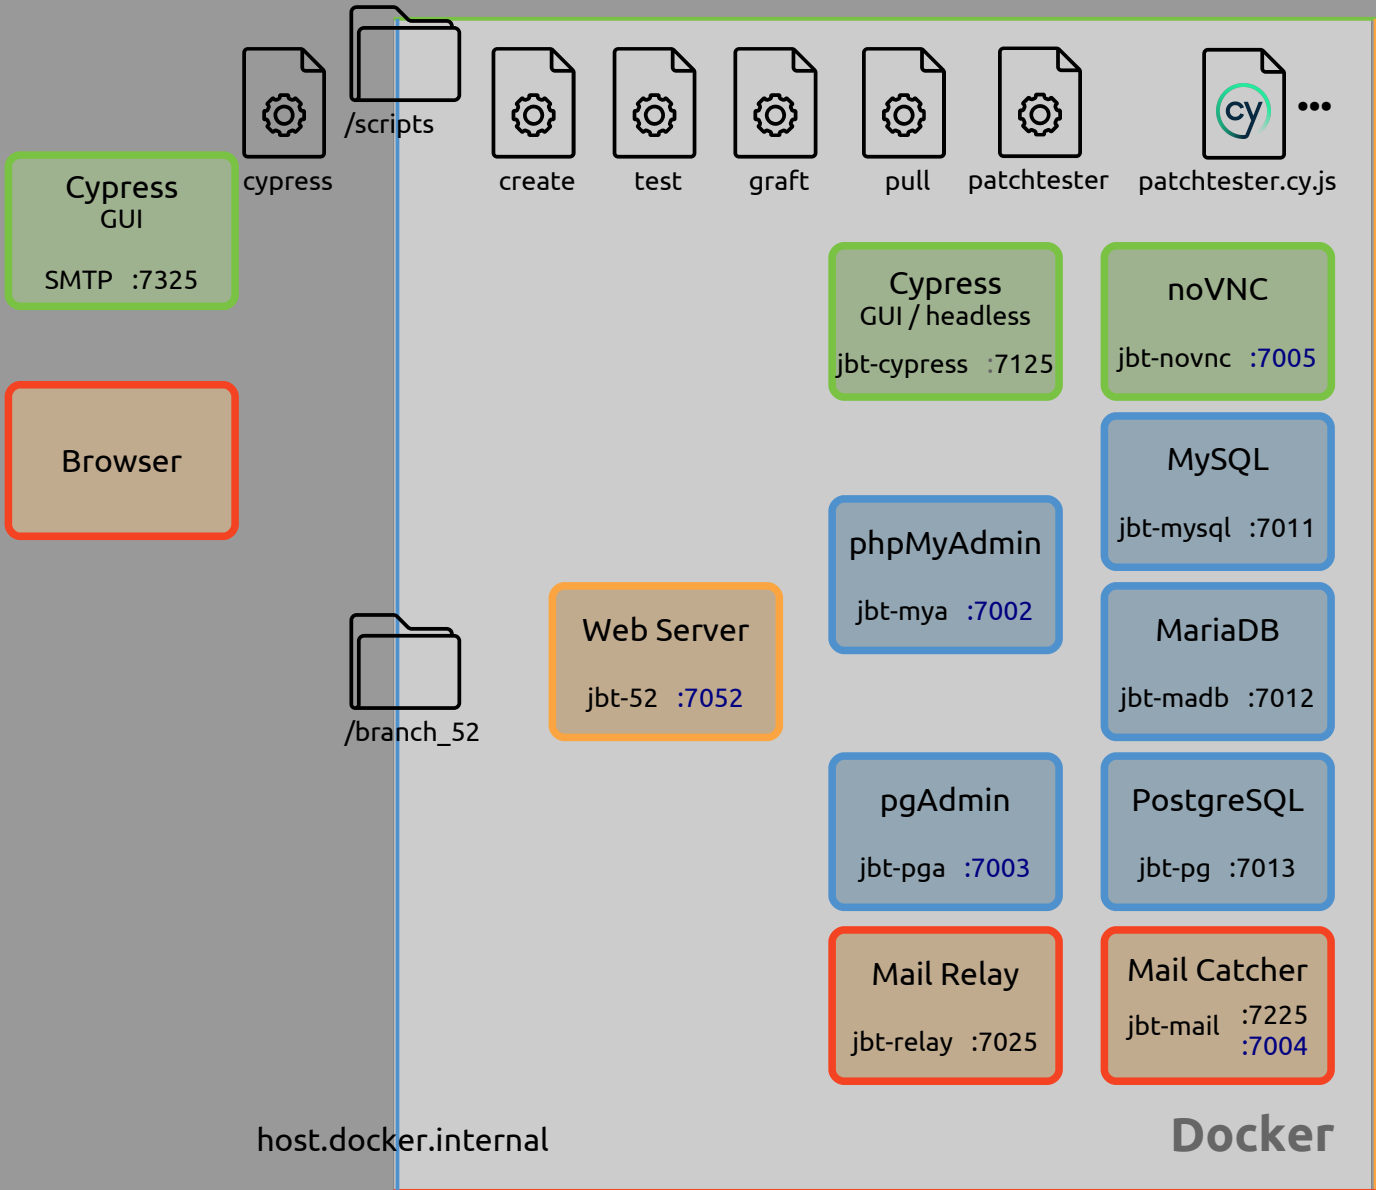 /scripts
cypress
create
test
graft
pull
patchtester
cy
•••
patchtester.cy.js
Cypress
GUI
SMTP :7325
Cypress
GUI / headless
jbt-cypress :7125
noVNC
jbt-novnc :7005
Browser
MySQL
jbt-mysql :7011
phpMyAdmin
jbt-mya :7002
Web Server
jbt-52 :7052
MariaDB
jbt-madb :7012
/branch_52
pgAdmin
jbt-pga :7003
PostgreSQL
jbt-pg :7013
Mail Relay
jbt-relay :7025
Mail Catcher
jbt-mail :7225
:7004
host.docker.internal
Docker